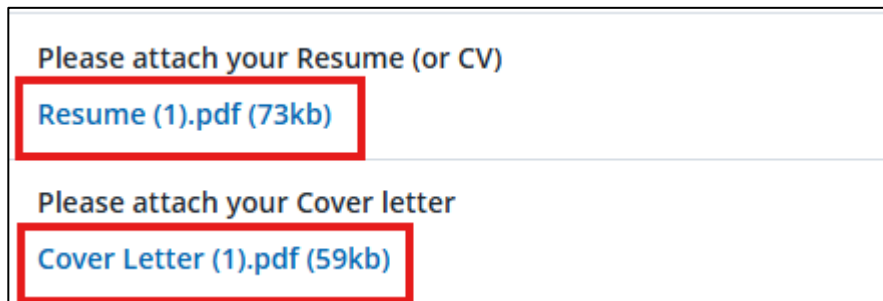 Please attach your Resume (or CV)
Resume (1).pdf (73kb)
Please attach your Cover letter
Cover Letter (1).pdf (59kb)